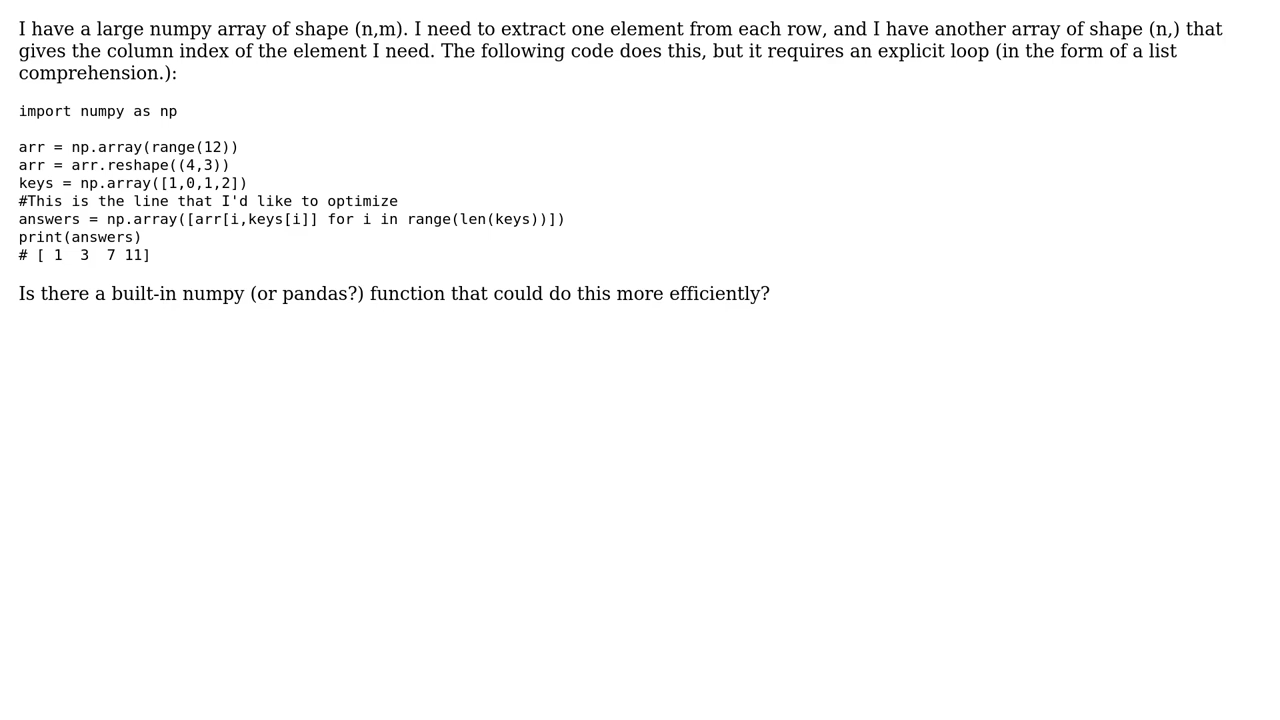 I have a large numpy array of shape (n,m). I need to extract one element from each row, and I have another array of shape (n,) that
gives the column index of the element I need. The following code does this, but it requires an explicit loop (in the form of a list
comprehension.):
import numpy as np
arr = np.array(range(12))
arr = arr.reshape((4,3))
keys = np.array([1,0,1,2])
#This is the line that I'd like to optimize
answers = np.array([arr[i,keys[i]] for i in range(len(keys))])
print(answers)
# [ 1  3  7 11]
Is there a built-in numpy (or pandas?) function that could do this more efficiently?